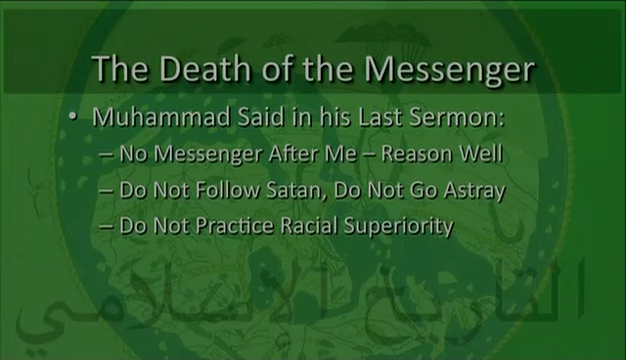 The Death of the Messenger
• Muhammad Said in his Last Sermon:
– No Messenger After Me – Reason Well
– Do Not Follow Satan, Do Not Go Astray
– Do Not Practice Racial Superiority
التاريخ الاسلامي